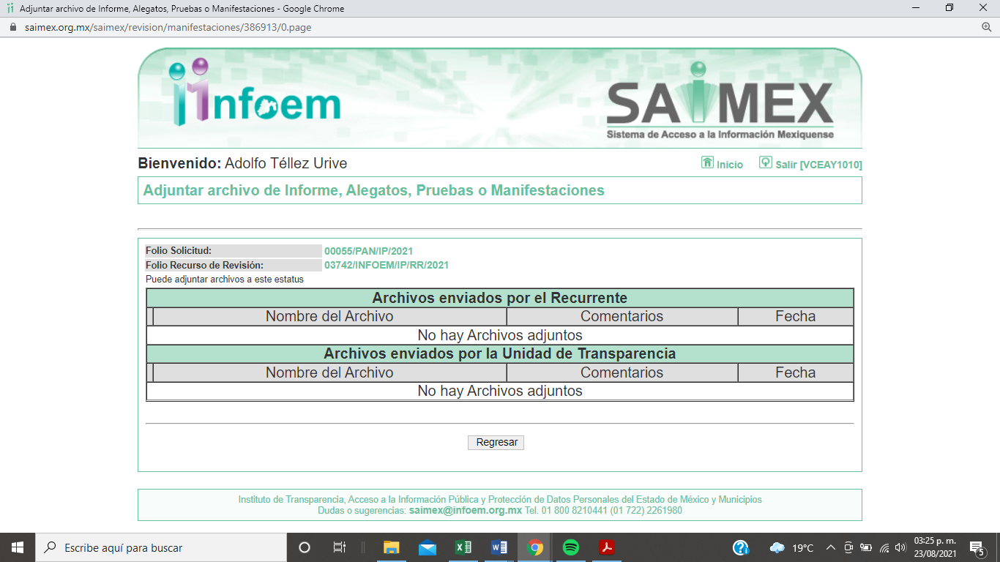 Adjuntar archivo de Informe, Alegatos, Pruebas o Manifestaciones - Google Chrome
saimex.org.mx/saimex/revision/manifestaciones/386913/0.page
infoem
SAIMEX
Sistema de Acceso a la Información Mexiquense
Bienvenido: Adolfo Téllez Urive
Inicio Salir [VCEAY1010]
Adjuntar archivo de Informe, Alegatos, Pruebas o Manifestaciones
Folio Solicitud: 00055/PAN/IP/2021
Folio Recurso de Revisión: 03742/INFOEM/IP/RR/2021
Puede adjuntar archivos a este estatus
Archivos enviados por el Recurrente
Nombre del Archivo Comentarios Fecha
No hay Archivos adjuntos
Archivos enviados por la Unidad de Transparencia
Nombre del Archivo Comentarios Fecha
No hay Archivos adjuntos
Regresar
Instituto de Transparencia, Acceso a la Información Pública y Protección de Datos Personales del Estado de México y Municipios
Dudas o sugerencias: saimex@infoem.org.mx Tel. 01 800 8210441 (01 722) 2261980
Escribe aquí para buscar
19°C
03:25 p. m.
23/08/2021
5